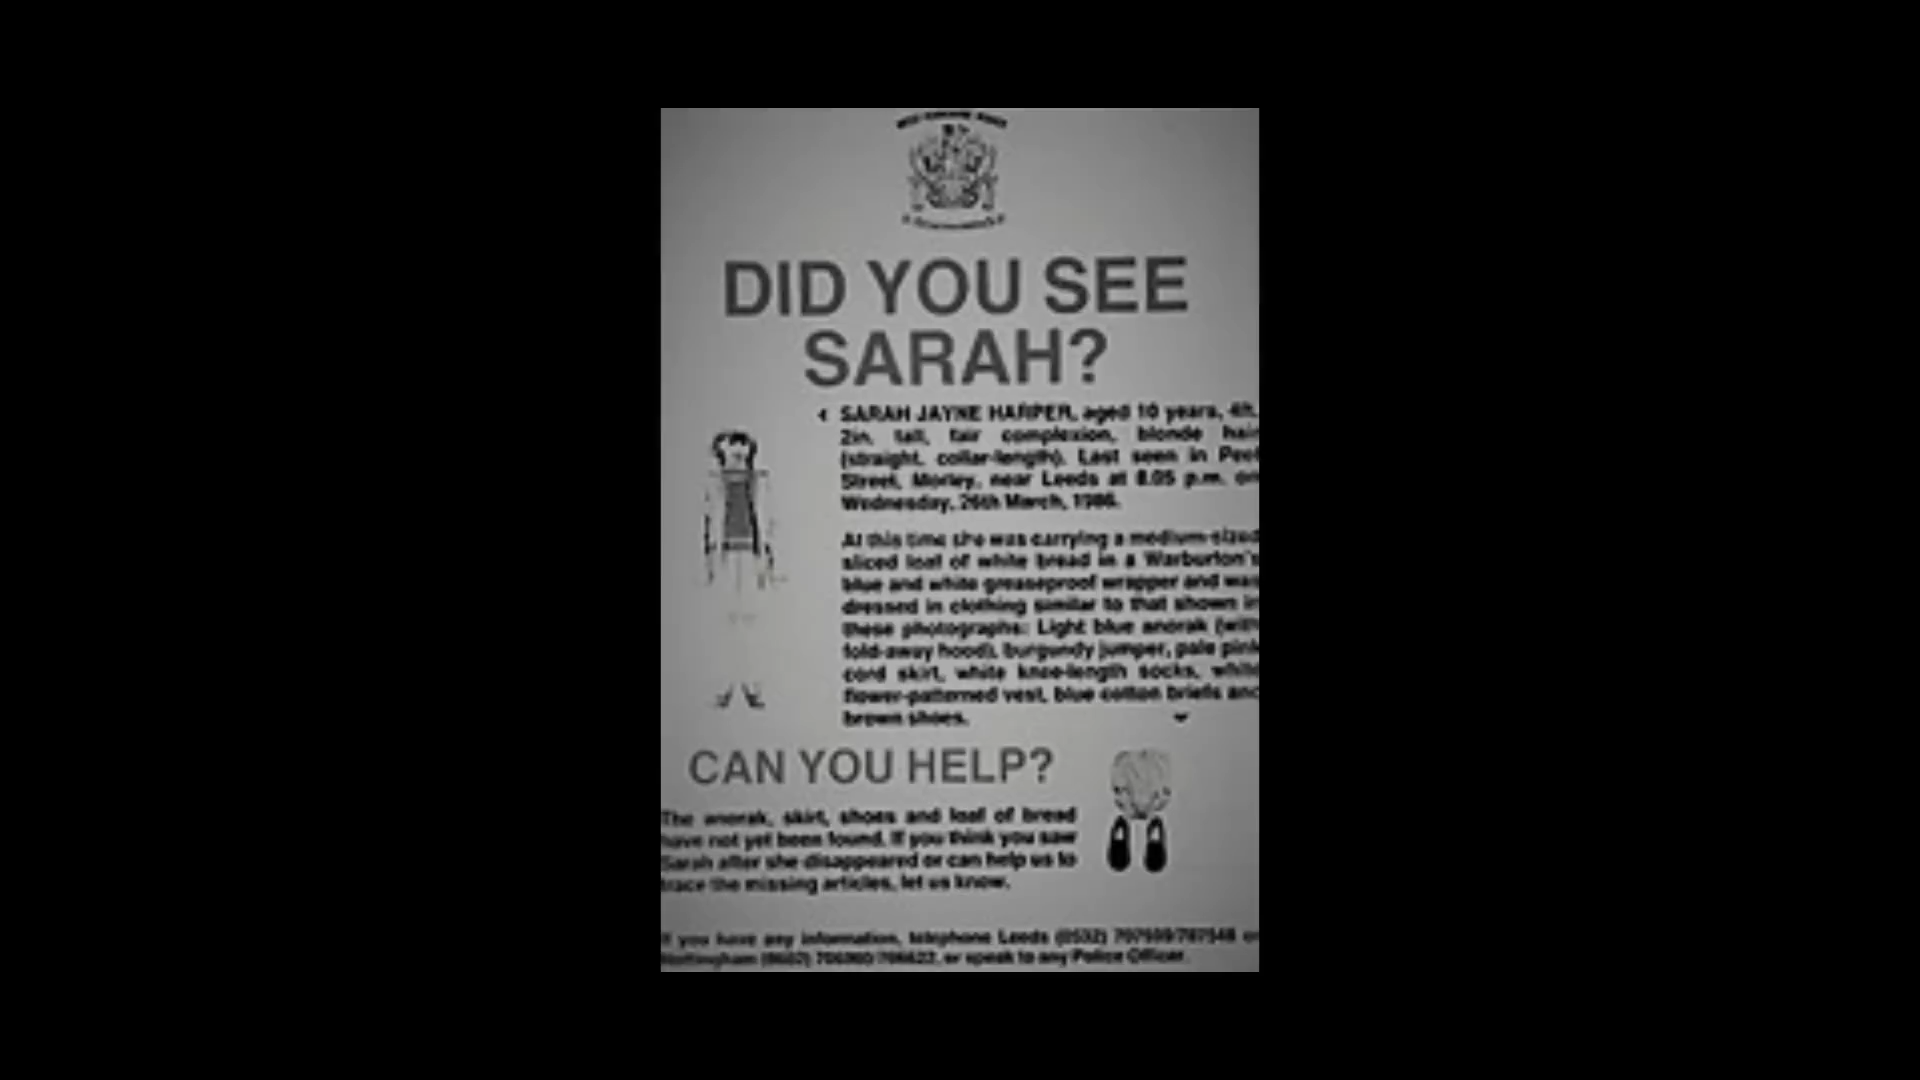 DID YOU SEE
SARAH?
SARAH JAYNE HARPER, aged 10 years, 4ft.
2in. tall, fair complexion, blonde hair
(straight, collar-length). Last seen in Peel
Street, Morley, near Leeds at 8.05 p.m. on
Wednesday, 26th March, 1986.
At this time she was carrying a medium-sized
sliced loaf of white bread in a Warburton's
blue and white greaseproof wrapper and was
dressed in clothing similar to that shown in
these photographs: Light blue anorak (with
fold-away hood), burgundy jumper, pale pink
cord skirt, white knee-length socks, white
flower-patterned vest, blue cotton briefs and
brown shoes.
CAN YOU HELP?
The anorak, skirt, shoes and loaf of bread
have not yet been found. If you think you saw
Sarah after she disappeared or can help us to
trace the missing articles, let us know.
If you have any information, telephone Leeds (0532) or
Nottingham (0602) or speak to any Police Officer.